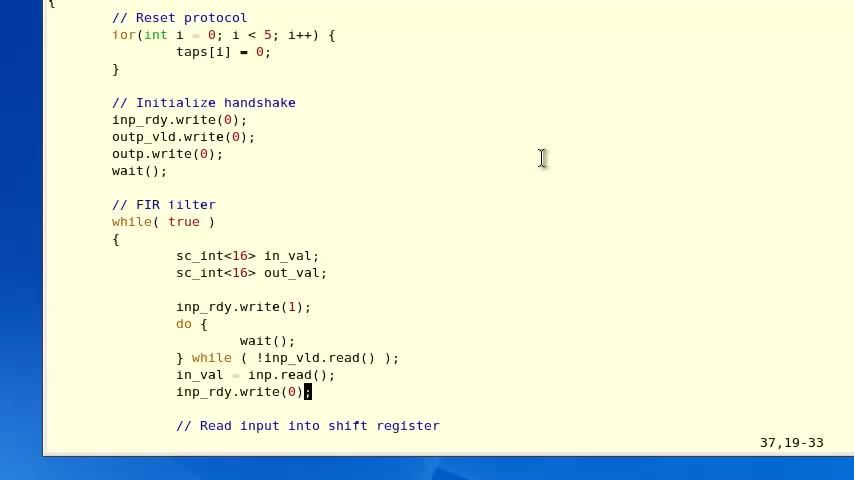 {
// Reset protocol
for(int i = 0; i < 5; i++) {
taps[i] = 0;
}
// Initialize handshake
inp_rdy.write(0);
outp_vld.write(0);
outp.write(0);
wait();
// FIR filter
while( true )
{
sc_int<16> in_val;
sc_int<16> out_val;
inp_rdy.write(1);
do {
wait();
} while ( !inp_vld.read() );
in_val = inp.read();
inp_rdy.write(0);
// Read input into shift register
37,19-33